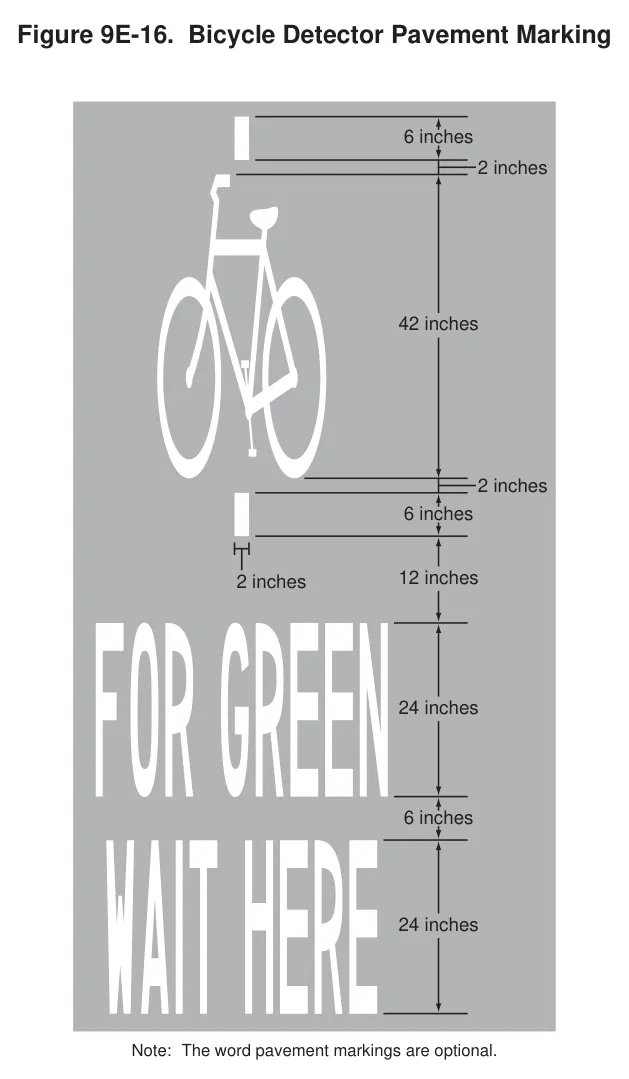 Figure 9E-16.  Bicycle Detector Pavement Marking
6 inches
2 inches
42 inches
2 inches
6 inches
12 inches
2 inches
FOR GREEN
24 inches
6 inches
WAIT HERE
24 inches
Note:  The word pavement markings are optional.